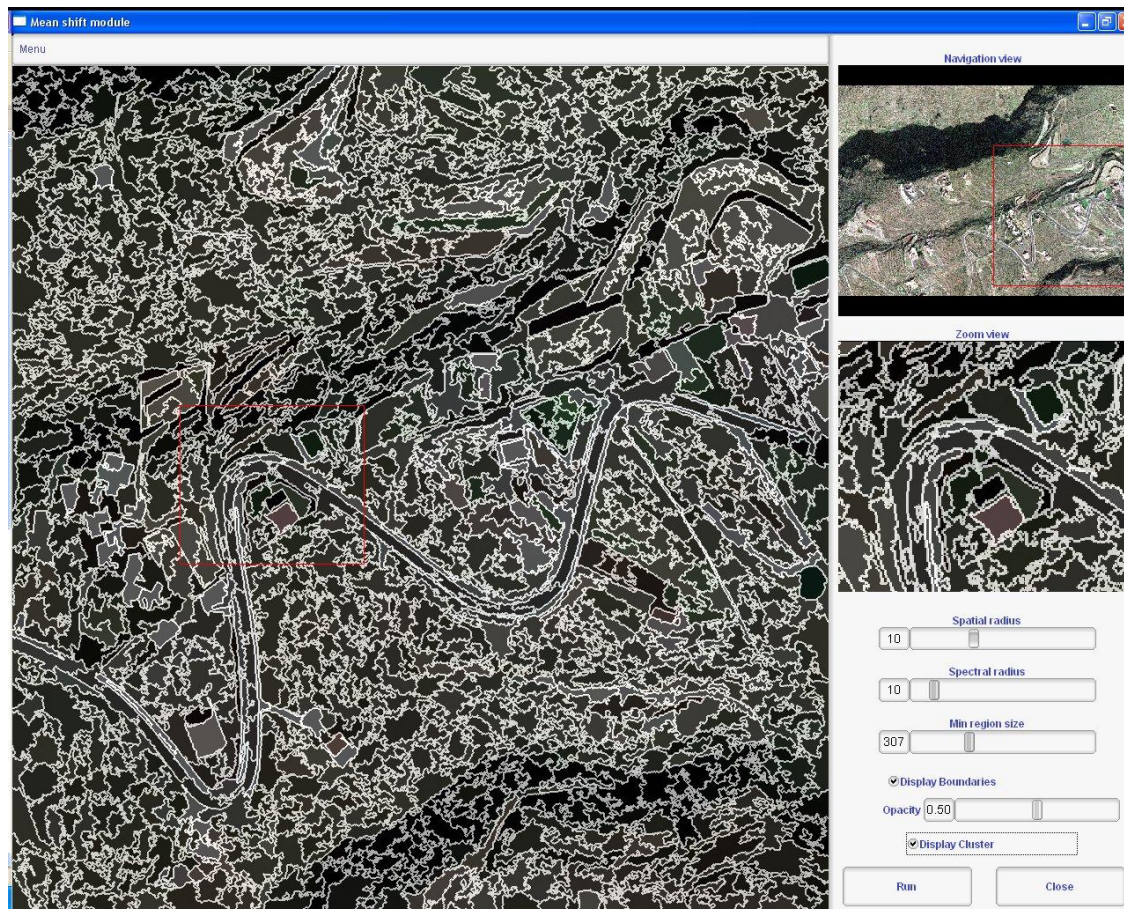 Mean shift module
Menu
Navigation view
Zoom view
Spatial radius
10
Spectral radius
10
Min region size
307
Display Boundaries
Opacity 0.50
Display Cluster
Run Close